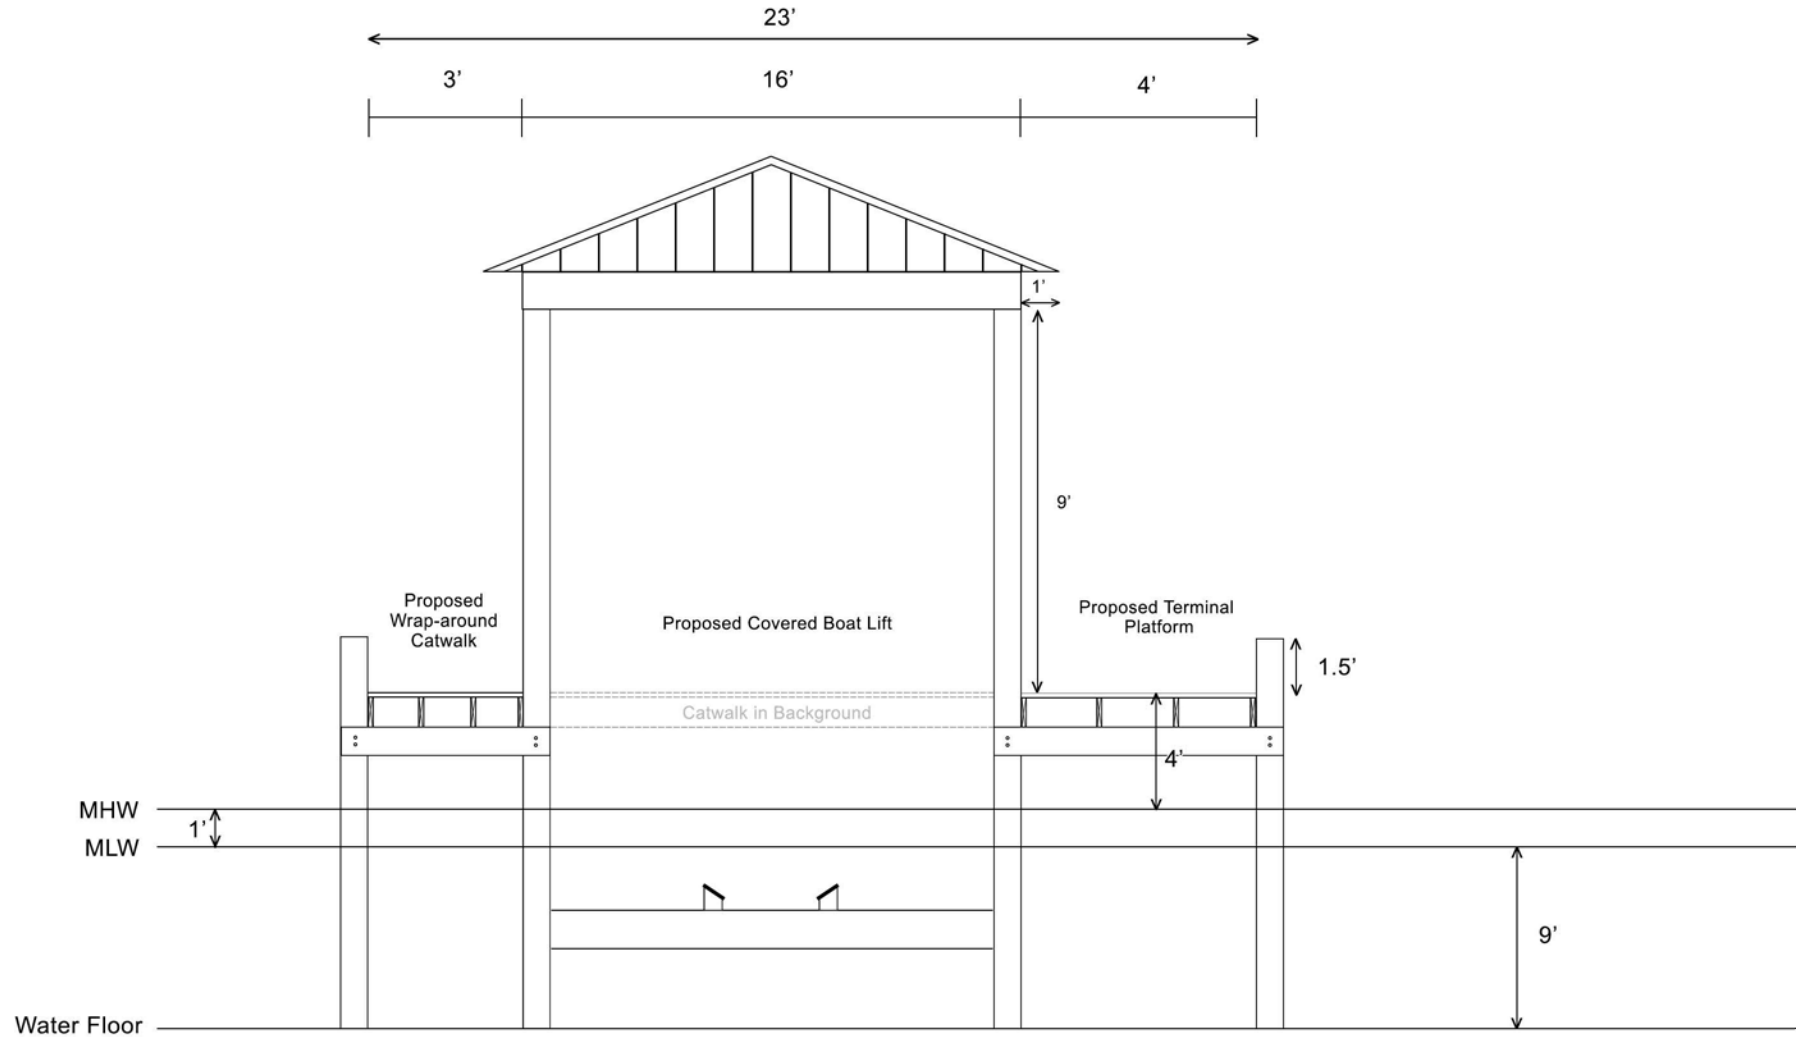 23’
3’
16’
4’
1’
9’
Proposed
Wrap-around
Catwalk
Proposed Covered Boat Lift
Proposed Terminal
Platform
1.5’
Catwalk in Background
4’
MHW
1’
MLW
9’
Water Floor